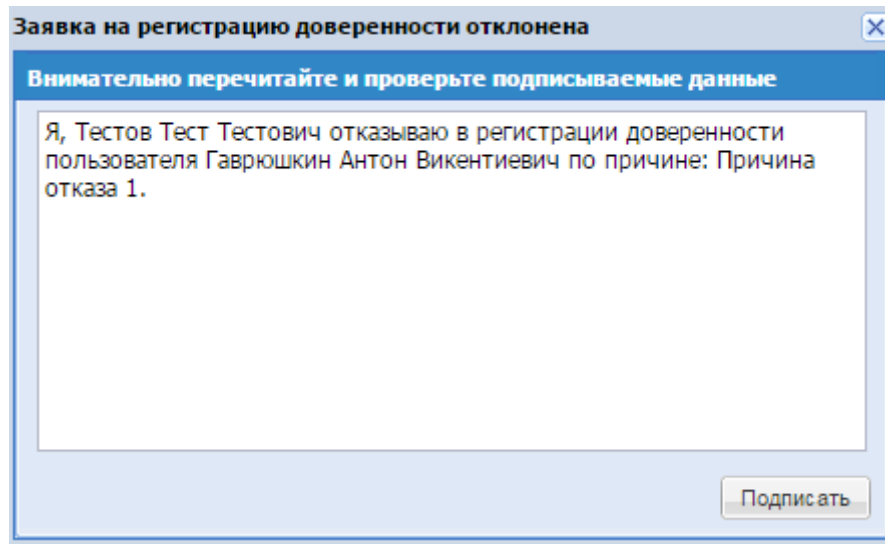 Заявка на регистрацию доверенности отклонена
Внимательно перечитайте и проверьте подписываемые данные
Я, Тестов Тест Тестович отказываю в регистрации доверенности
пользователя Гаврюшкин Антон Викентиевич по причине: Причина
отказа 1.
Подписать